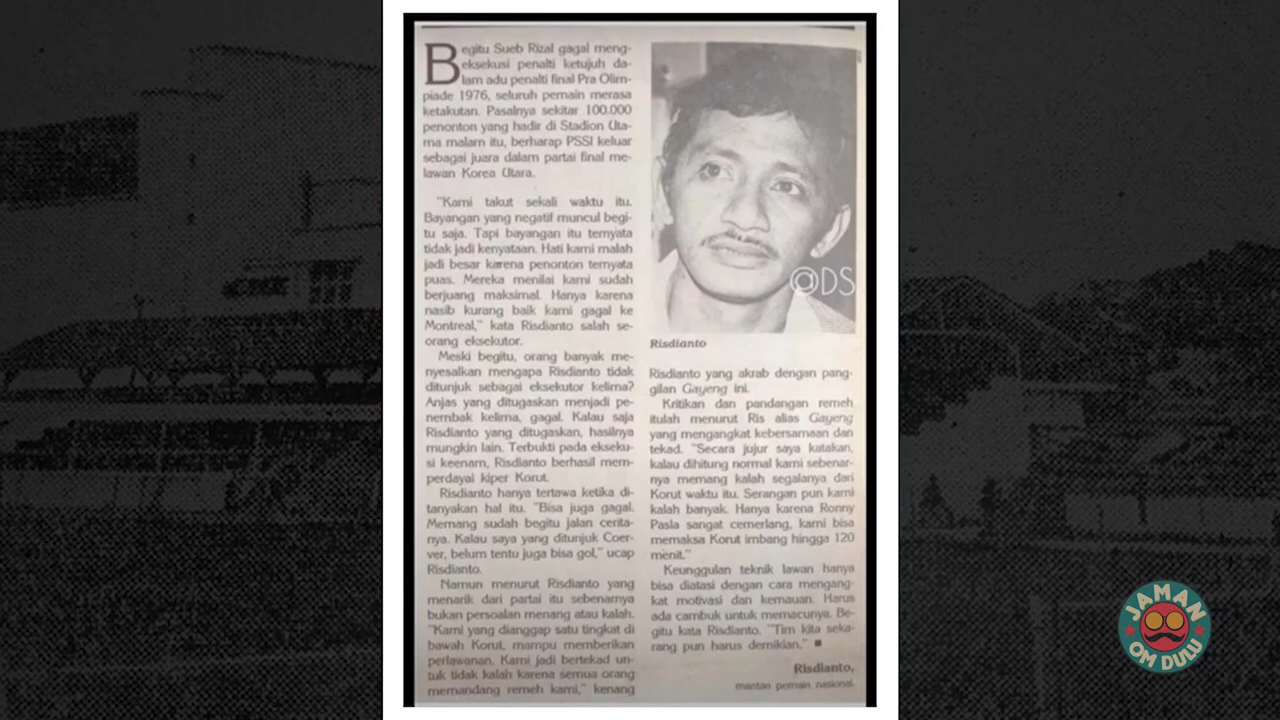 Begitu Sueb Rizal gagal meng-
eksekusi penalti ketujuh da-
lam adu penalti final Pra Olim-
piade 1976, seluruh pemain merasa
ketakutan. Pasalnya sekitar 100.000
penonton yang hadir di Stadion Uta-
ma malam itu, berharap PSSI keluar
sebagai juara dalam partai final me-
lawan Korea Utara.
"Kami takut sekali waktu itu.
Bayangan yang negatif muncul begi-
tu saja. Tapi bayangan itu ternyata
tidak jadi kenyataan. Hati kami malah
jadi besar karena penonton ternyata
puas. Mereka menilai kami sudah
berjuang maksimal. Hanya karena
nasib kurang baik kami gagal ke
Montreal," kata Risdianto salah se-
orang eksekutor.
Meski begitu, orang banyak me-
nyesalkan mengapa Risdianto tidak
ditunjuk sebagai eksekutor kelima?
Anjas yang ditugaskan menjadi pe-
nembak kelima, gagal. Kalau saja
Risdianto yang ditugaskan, hasilnya
mungkin lain. Terbukti pada ekseku-
si keenam, Risdianto berhasil mem-
perdayai kiper Korut.
Risdianto hanya tertawa ketika di-
tanyakan hal itu. "Bisa juga gagal.
Memang sudah begitu jalan cerita-
nya. Kalau saya yang ditunjuk Coer-
ver, belum tentu juga bisa gol," ucap
Risdianto.
Namun menurut Risdianto yang
menarik dari partai itu sebenarnya
bukan persoalan menang atau kalah.
"Kami yang dianggap satu tingkat di
bawah Korut, mampu memberikan
perlawanan. Kami jadi bertekad un-
tuk tidak kalah karena semua orang
memandang remeh kami," kenang
©DS
Risdianto
Risdianto yang akrab dengan pang-
gilan Gayeng ini.
Kritikan dan pandangan remeh
itulah menurut Ris alias Gayeng
yang mengangkat kebersamaan dan
tekad. "Secara jujur saya katakan,
kalau dihitung normal kami sebenar-
nya memang kalah segalanya dari
Korut waktu itu. Serangan pun kami
kalah banyak. Hanya karena Ronny
Pasla sangat cemerlang, kami bisa
memaksa Korut imbang hingga 120
menit."
Keunggulan teknik lawan hanya
bisa diatasi dengan cara mengang-
kat motivasi dan kemauan. Harus
ada cambuk untuk memacunya. Be-
gitu kata Risdianto. "Tim kita seka-
rang pun harus demikian."
Risdianto,
mantan pemain nasional.
JAMAN
OM DULU